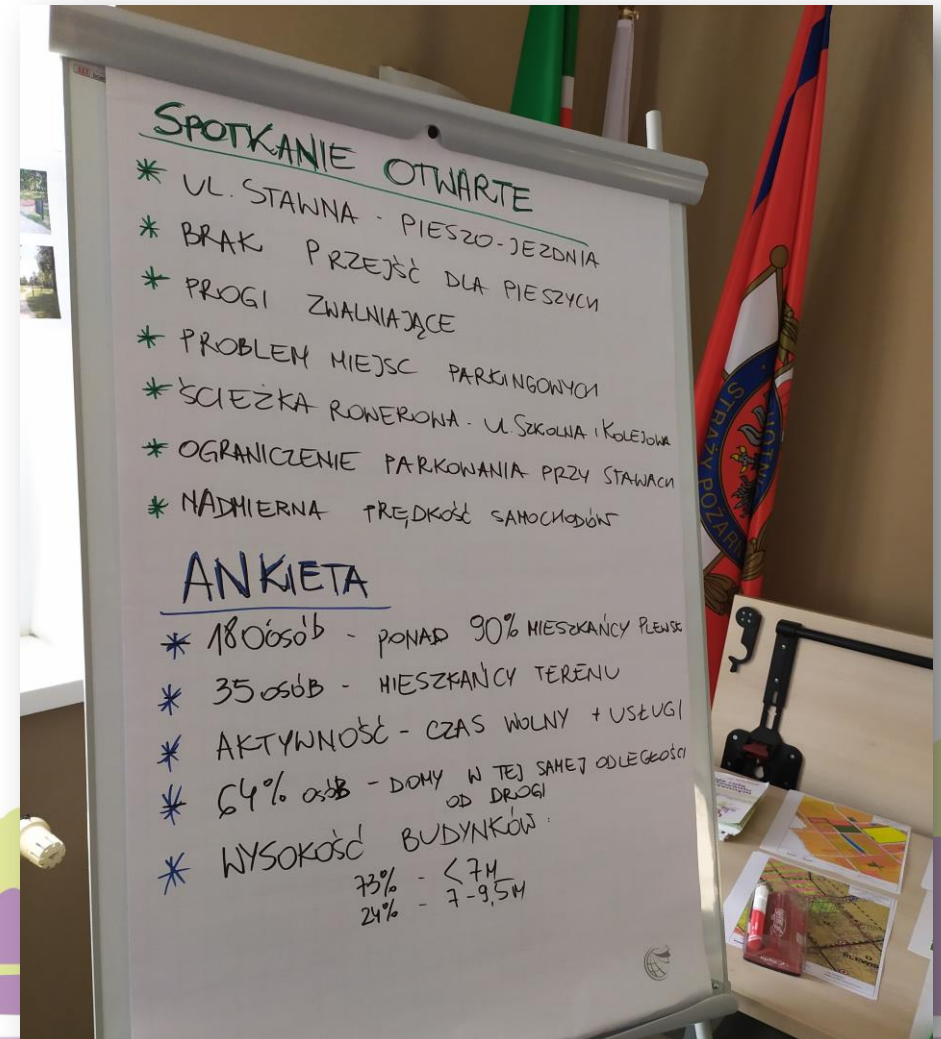 SPOTKANIE OTWARTE
* UL. STAWNA - PIESZO-JEZDNIA
* BRAK PRZEJŚĆ DLA PIESZYCH
* PROGI ZWALNIAJĄCE
* PROBLEM MIEJSC PARKINGOWYCH
* ŚCIEŻKA ROWEROWA - UL. SZKOLNA I KOLEJOWA
* OGRANICZENIE PARKOWANIA PRZY STAWACH
* NADMIERNA PRĘDKOŚĆ SAMOCHODÓW
ANKIETA
* 180 osób - PONAD 90% MIESZKAŃCY PLEWISK
* 35 osób - MIESZKAŃCY TERENU
* AKTYWNOŚĆ - CZAS WOLNY + USŁUGI
* 64% osób - DOMY W TEJ SAMEJ ODLEGŁOŚCI
OD DROGI
* WYSOKOŚĆ BUDYNKÓW:
73% - < 7M
24% - 7-9,5M
STRAŻY POŻARN